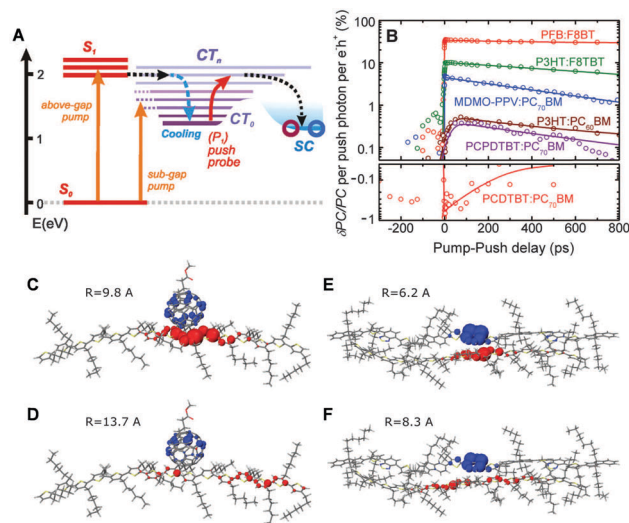 A
S₁
CTₙ
2
above-gap
pump
Cooling
CT₀
(P₁)
push
probe
SC
1
sub-gap
pump
S₀
0
E(eV)
B
δPC/PC per push photon per e⁻h⁺ (%)
100
10
1
0.1
-0.1
-1
PFB:F8BT
P3HT:F8TBT
MDMO-PPV:PC₇₀BM
P3HT:PC₆₀BM
PCPDTBT:PC₇₀BM
PCDTBT:PC₇₀BM
-200 0 200 400 600 800
Pump-Push delay (ps)
C
R=9.8 A
E
R=6.2 A
D
R=13.7 A
F
R=8.3 A